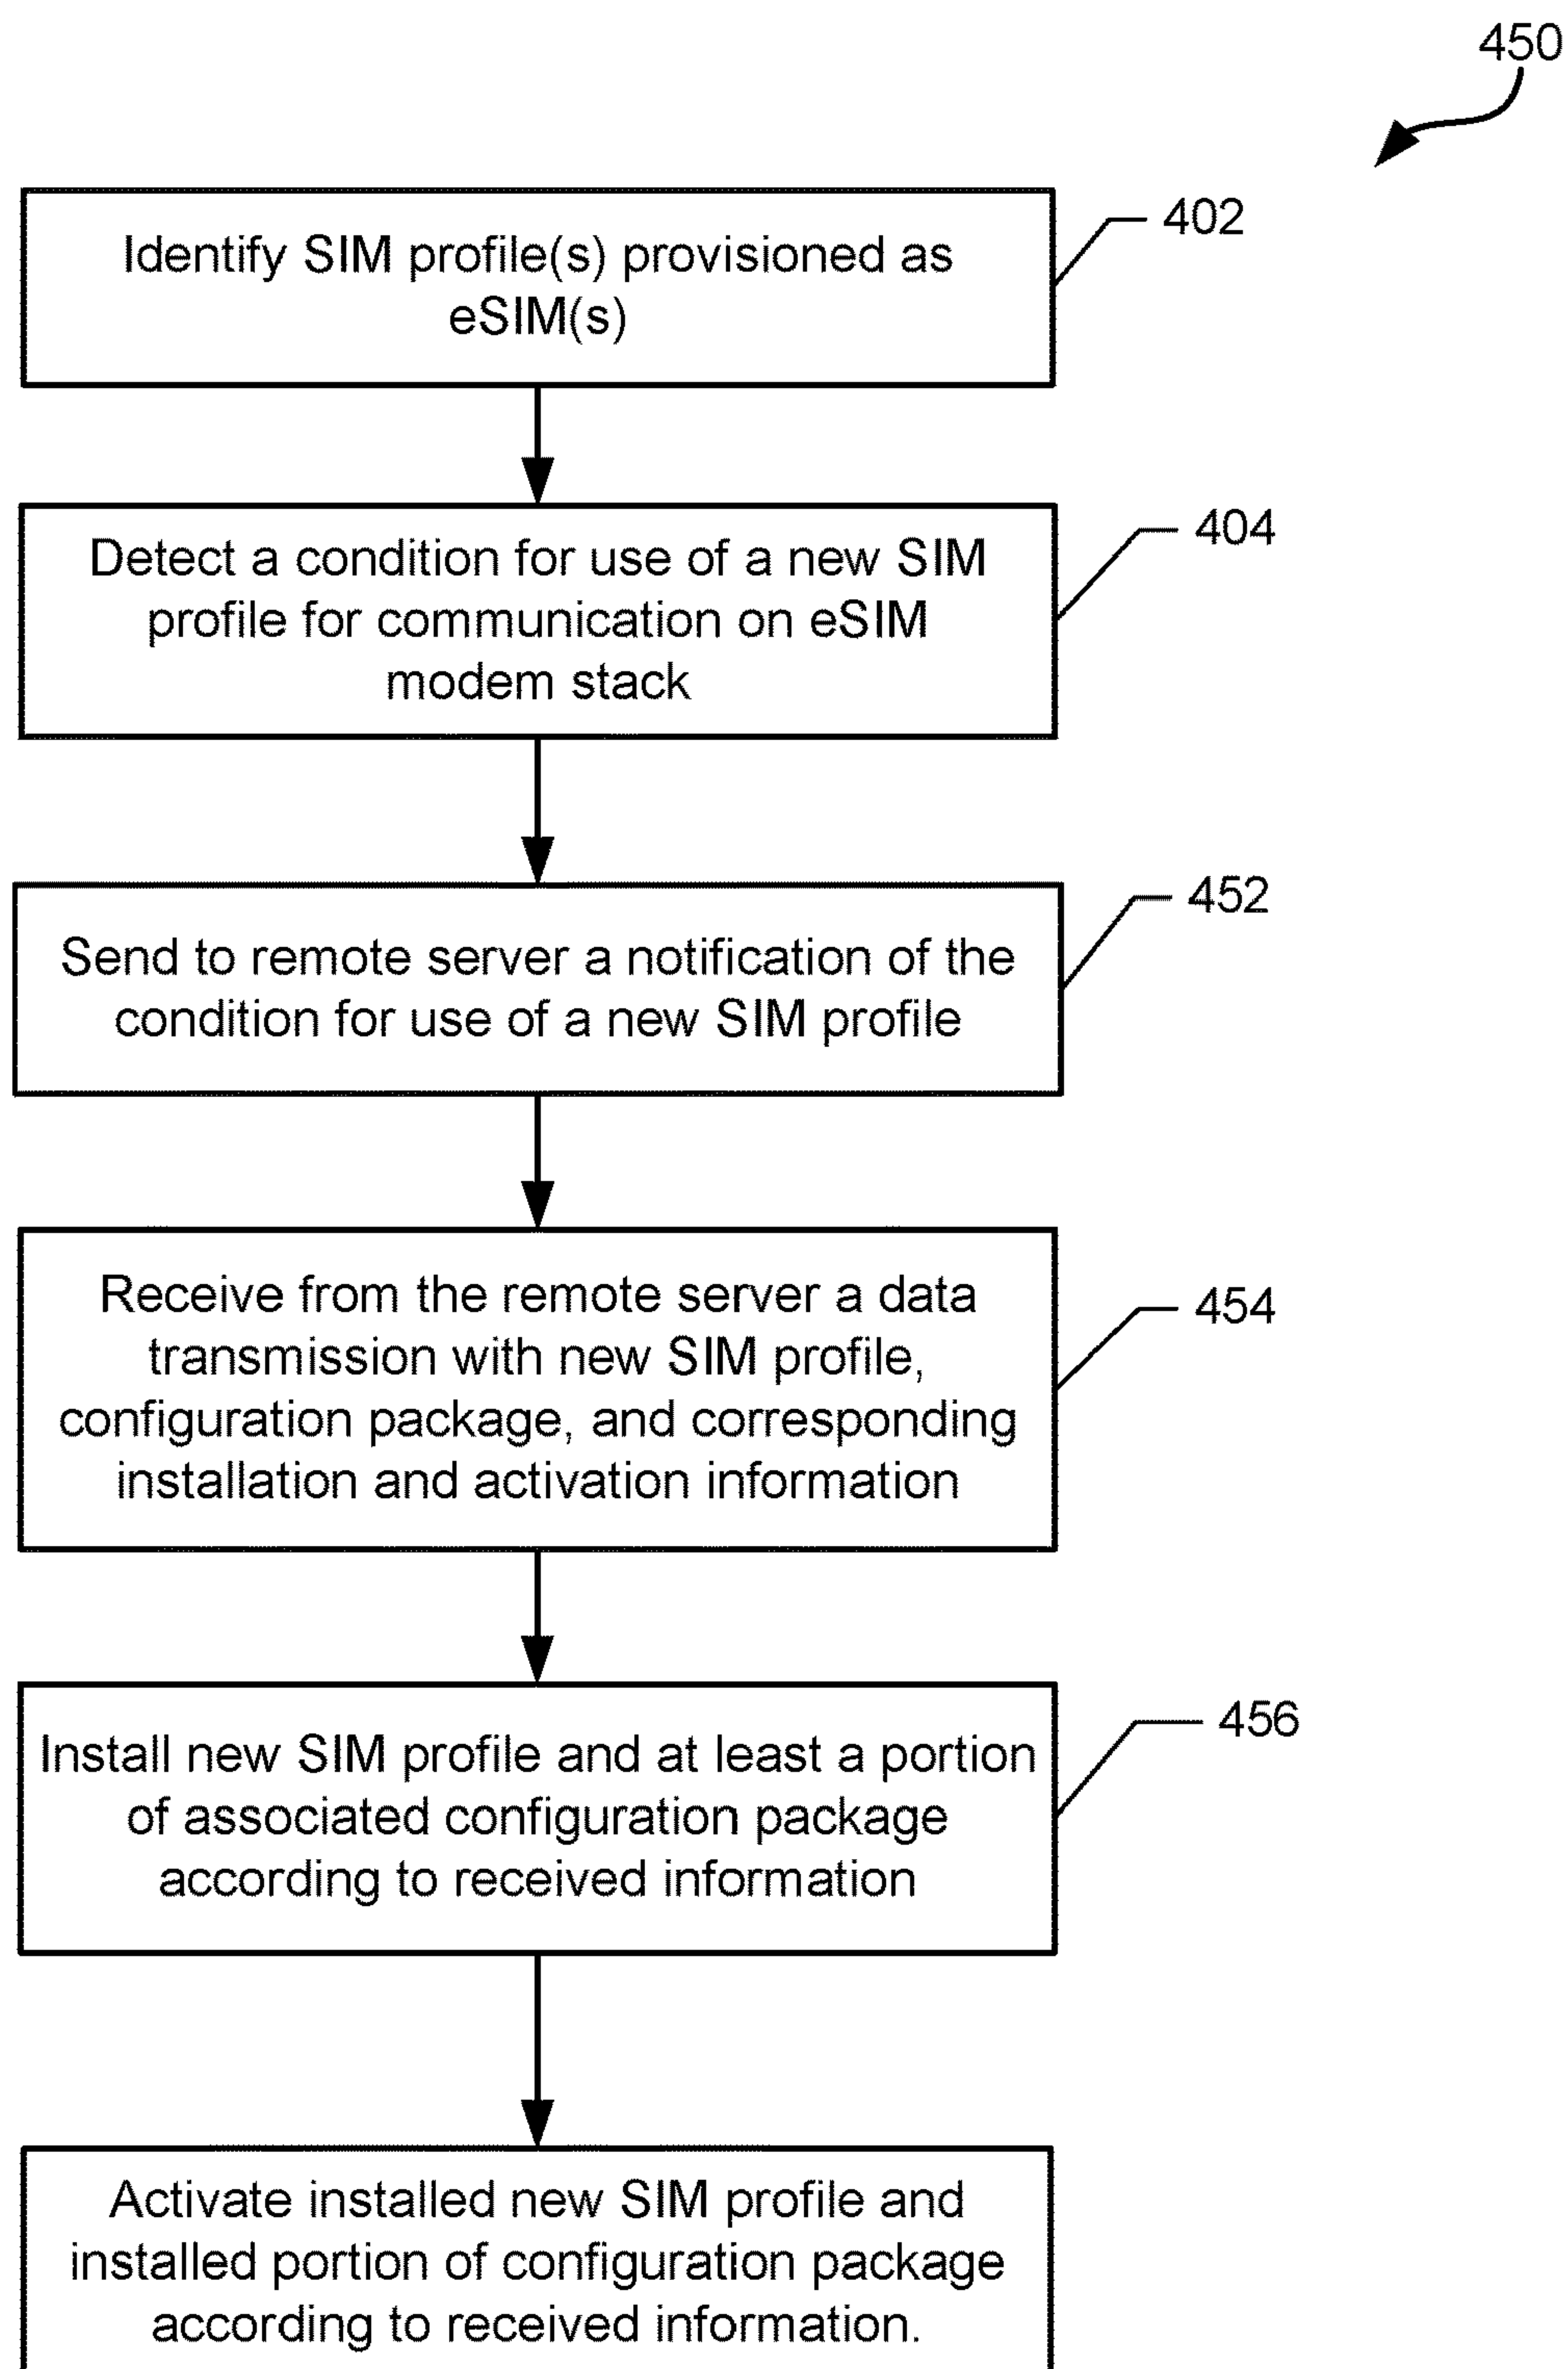 450
Identify SIM profile(s) provisioned as
eSIM(s)
402
Detect a condition for use of a new SIM
profile for communication on eSIM
modem stack
404
Send to remote server a notification of the
condition for use of a new SIM profile
452
Receive from the remote server a data
transmission with new SIM profile,
configuration package, and corresponding
installation and activation information
454
Install new SIM profile and at least a portion
of associated configuration package
according to received information
456
Activate installed new SIM profile and
installed portion of configuration package
according to received information.